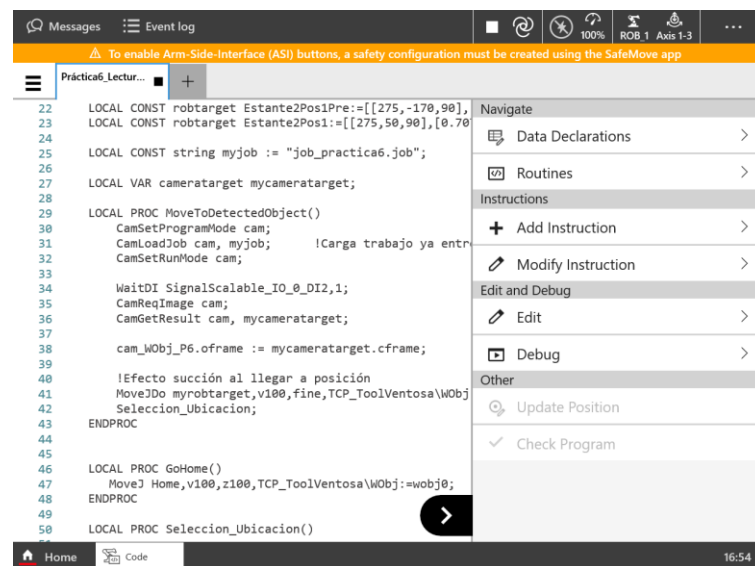 Messages Event log 100% ROB_1 Axis 1-3 ...
To enable Arm-Side-Interface (ASI) buttons, a safety configuration must be created using the SafeMove app
Práctica6_Lectur...
22 LOCAL CONST robtarget Estante2Pos1Pre:=[[275,-170,90],
23 LOCAL CONST robtarget Estante2Pos1:=[[275,50,90],[0.70
24
25 LOCAL CONST string myjob := "job_practica6.job";
26
27 LOCAL VAR cameratarget mycameratarget;
28
29 LOCAL PROC MoveToDetectedObject()
30 CamSetProgramMode cam;
31 CamLoadJob cam, myjob; !Carga trabajo ya entr
32 CamSetRunMode cam;
33
34 WaitDI SignalScalable_IO_0_DI2,1;
35 CamReqImage cam;
36 CamGetResult cam, mycameratarget;
37
38 cam_WObj_P6.oframe := mycameratarget.cframe;
39
40 !Efecto succión al llegar a posición
41 MoveJDo myrobtarget,v100,fine,TCP_ToolVentosa\WObj
42 Seleccion_Ubicacion;
43 ENDPROC
44
45
46 LOCAL PROC GoHome()
47 MoveJ Home,v100,z100,TCP_ToolVentosa\WObj:=wobj0;
48 ENDPROC
49
50 LOCAL PROC Seleccion_Ubicacion()
Navigate
Data Declarations
Routines
Instructions
Add Instruction
Modify Instruction
Edit and Debug
Edit
Debug
Other
Update Position
Check Program
Home Code 16:54